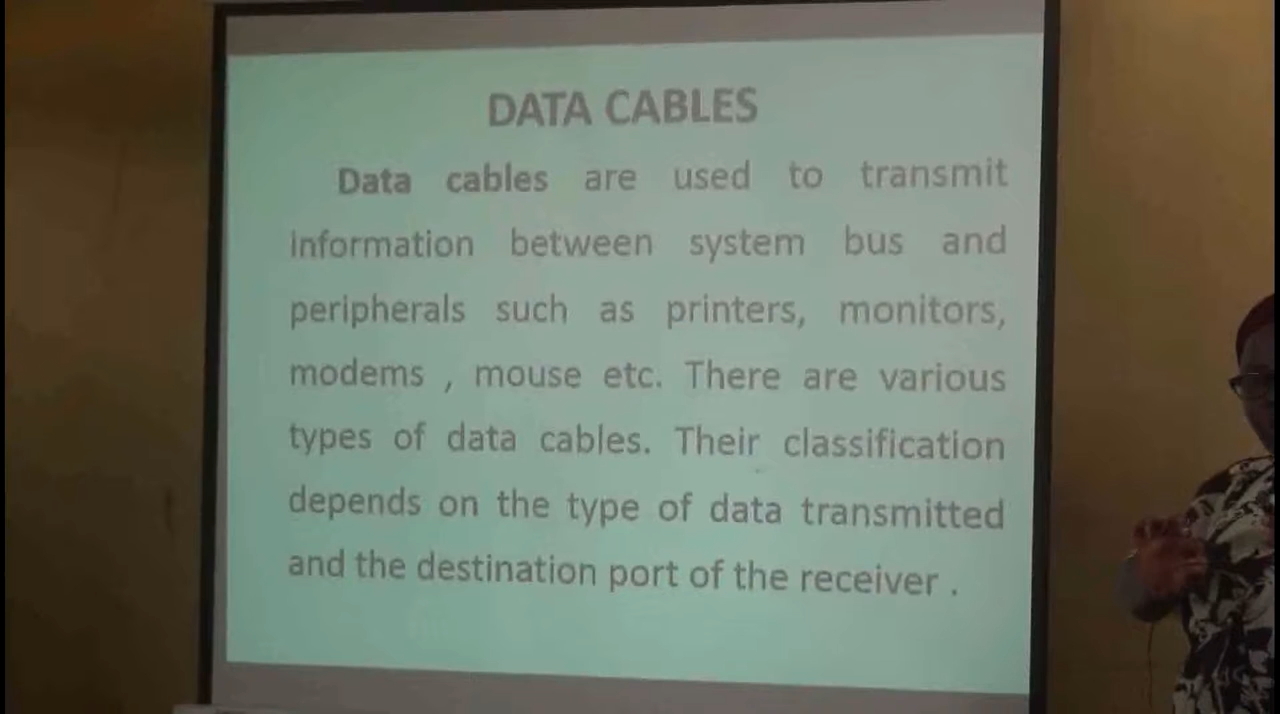 DATA CABLES
Data cables are used to transmit
information between system bus and
peripherals such as printers, monitors,
modems , mouse etc. There are various
types of data cables. Their classification
depends on the type of data transmitted
and the destination port of the receiver .